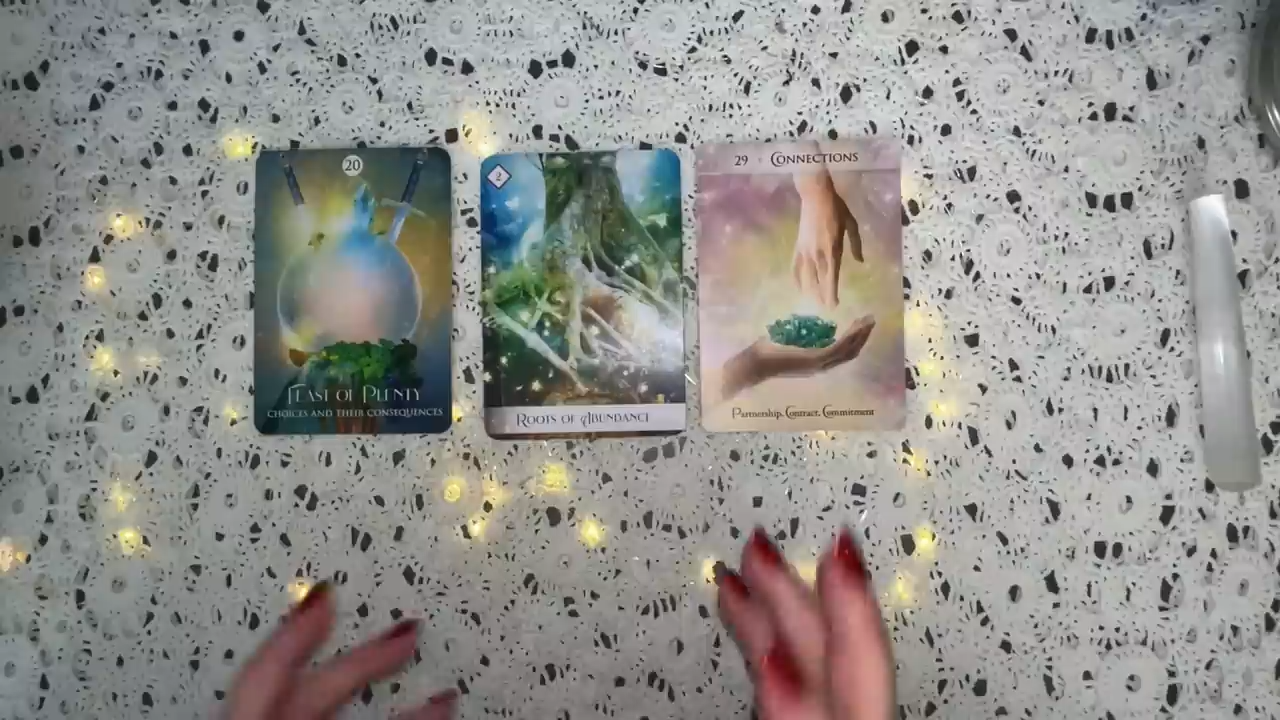 20
FEAST OF PLENTY
CHOICES AND THEIR CONSEQUENCES
2
ROOTS OF ABUNDANCE
29 CONNECTIONS
Partnership, Contract, Commitment